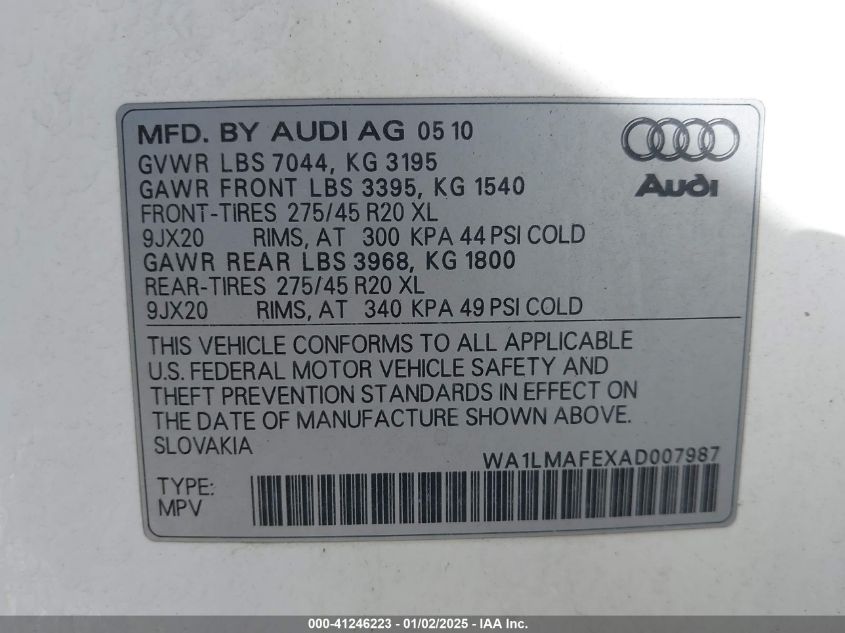 MFD. BY AUDI AG 05 10
GVWR LBS 7044, KG 3195
GAWR FRONT LBS 3395, KG 1540
FRONT-TIRES 275/45 R20 XL
9JX20 RIMS, AT 300 KPA 44 PSI COLD
GAWR REAR LBS 3968, KG 1800
REAR-TIRES 275/45 R20 XL
9JX20 RIMS, AT 340 KPA 49 PSI COLD
Audi
THIS VEHICLE CONFORMS TO ALL APPLICABLE
U.S. FEDERAL MOTOR VEHICLE SAFETY AND
THEFT PREVENTION STANDARDS IN EFFECT ON
THE DATE OF MANUFACTURE SHOWN ABOVE.
SLOVAKIA
WA1LMAFEXAD007987
TYPE:
MPV
000-41246223 - 01/02/2025 - IAA Inc.